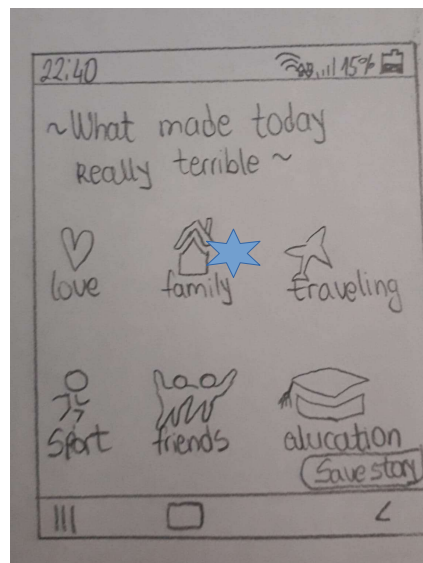 22:40 15%
~What made today
Really terrible~
love family traveling
Sport friends education
Save story